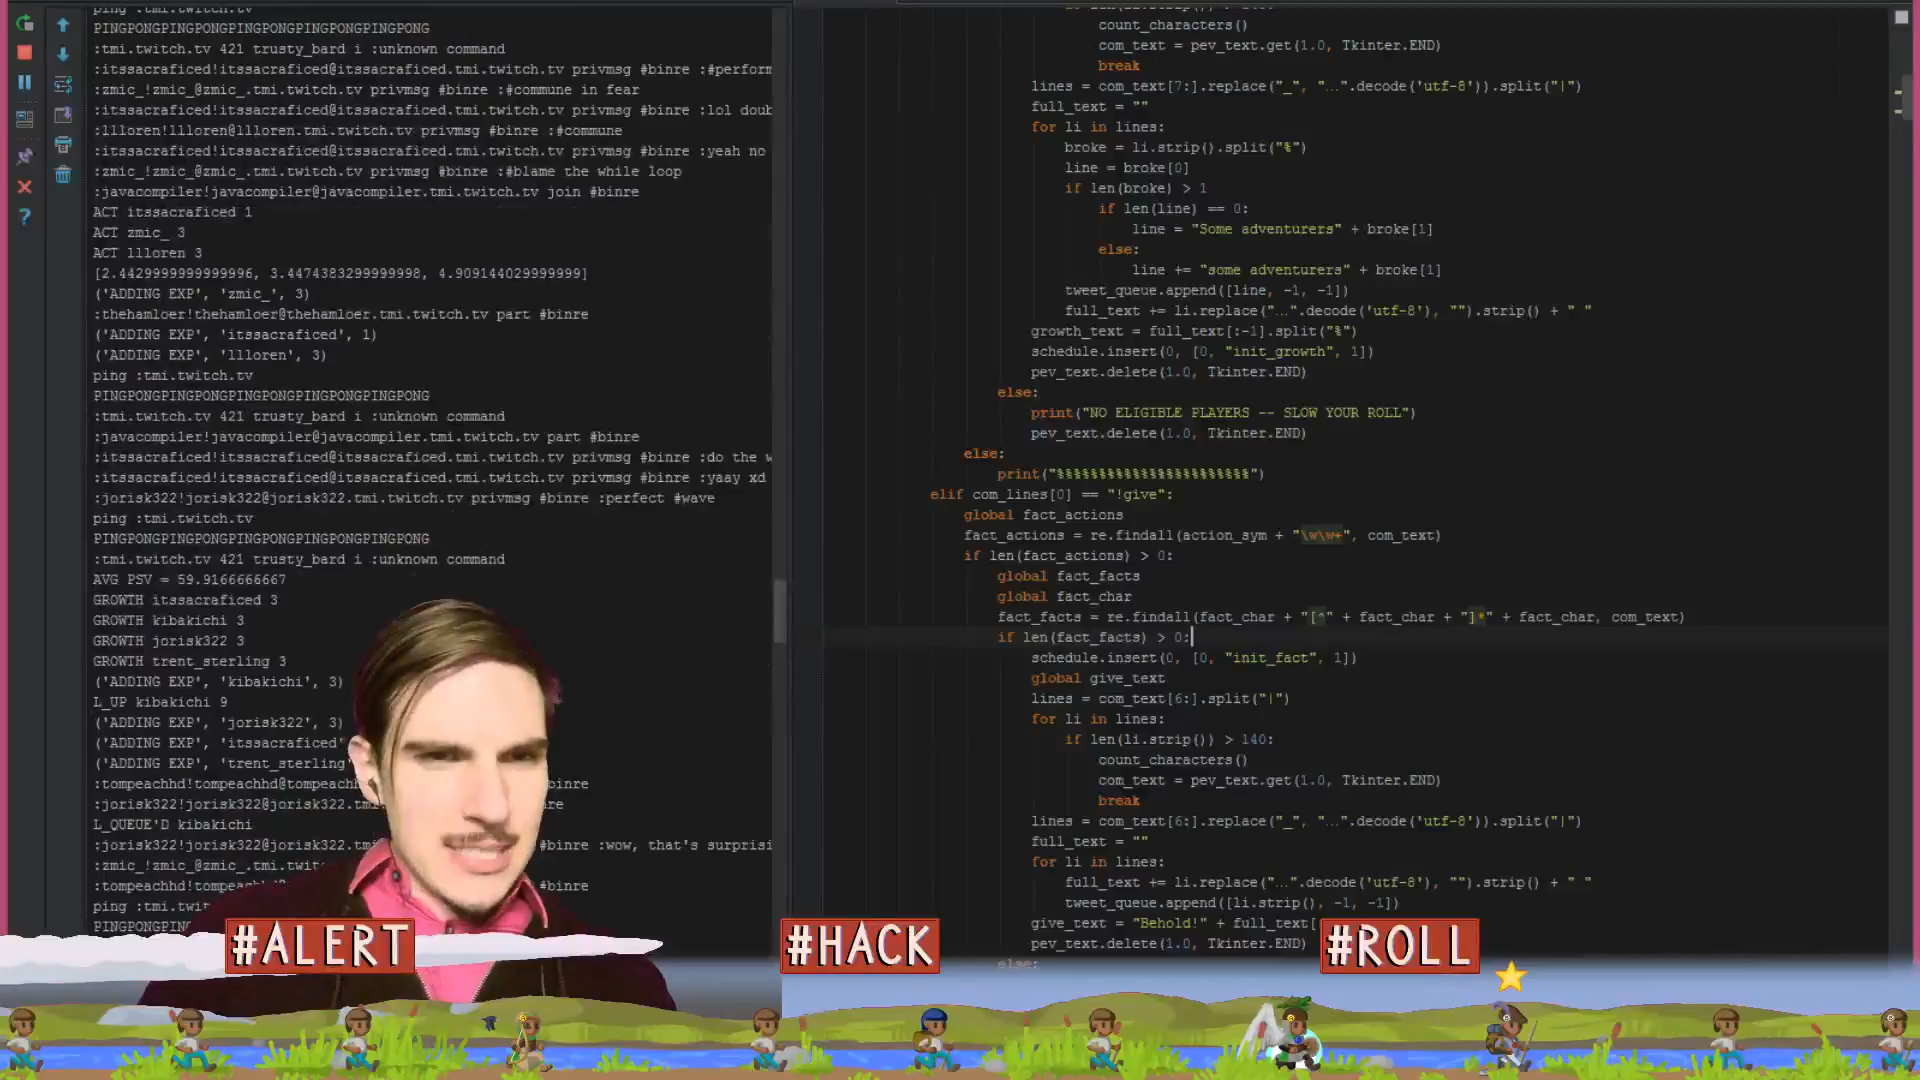 ping :tmi.twitch.tv
PINGPONGPINGPONGPINGPONGPINGPONGPINGPONG
:tmi.twitch.tv 421 trusty_bard i :unknown command
:itssacraficed!itssacraficed@itssacraficed.tmi.twitch.tv privmsg #binre :#perform
:zmic_!zmic_@zmic_.tmi.twitch.tv privmsg #binre :#commune in fear
:itssacraficed!itssacraficed@itssacraficed.tmi.twitch.tv privmsg #binre :lol doub
:llloren!llloren@llloren.tmi.twitch.tv privmsg #binre :#commune
:itssacraficed!itssacraficed@itssacraficed.tmi.twitch.tv privmsg #binre :yeah no
:zmic_!zmic_@zmic_.tmi.twitch.tv privmsg #binre :#blame the while loop
:javacompiler!javacompiler@javacompiler.tmi.twitch.tv join #binre
ACT itssacraficed 1
ACT zmic_ 3
ACT llloren 3
[2.4429999999999996, 3.4474383299999998, 4.909144029999999]
('ADDING EXP', 'zmic_', 3)
:thehamloer!thehamloer@thehamloer.tmi.twitch.tv part #binre
('ADDING EXP', 'itssacraficed', 1)
('ADDING EXP', 'llloren', 3)
ping :tmi.twitch.tv
PINGPONGPINGPONGPINGPONGPINGPONGPINGPONG
:tmi.twitch.tv 421 trusty_bard i :unknown command
:javacompiler!javacompiler@javacompiler.tmi.twitch.tv part #binre
:itssacraficed!itssacraficed@itssacraficed.tmi.twitch.tv privmsg #binre :do the w
:itssacraficed!itssacraficed@itssacraficed.tmi.twitch.tv privmsg #binre :yaay xd
:jorisk322!jorisk322@jorisk322.tmi.twitch.tv privmsg #binre :perfect #wave
ping :tmi.twitch.tv
PINGPONGPINGPONGPINGPONGPINGPONGPINGPONG
:tmi.twitch.tv 421 trusty_bard i :unknown command
AVG PSV = 59.9166666667
GROWTH itssacraficed 3
GROWTH kibakichi 3
GROWTH jorisk322 3
GROWTH trent_sterling 3
('ADDING EXP', 'kibakichi', 3)
L_UP kibakichi 9
('ADDING EXP', 'jorisk322', 3)
('ADDING EXP', 'itssacraficed'
('ADDING EXP', 'trent_sterling'
:tompeachhd!tompeachhd@tompeachhd #binre
:jorisk322!jorisk322@jorisk322.tmi re
L_QUEUE'D kibakichi
:jorisk322!jorisk322@jorisk322.tmi #binre :wow, that's surprisi
:zmic_!zmic_@zmic_.tmi.twitc
:tompeachhd!tompeachhd #binre
ping :tmi.twitc
PINGPONGPING
count_characters()
com_text = pev_text.get(1.0, Tkinter.END)
break
lines = com_text[7:].replace("_", "…".decode('utf-8')).split("|")
full_text = ""
for li in lines:
broke = li.strip().split("%")
line = broke[0]
if len(broke) > 1
if len(line) == 0:
line = "Some adventurers" + broke[1]
else:
line += "some adventurers" + broke[1]
tweet_queue.append([line, -1, -1])
full_text += li.replace("…".decode('utf-8'), "").strip() + " "
growth_text = full_text[:-1].split("%")
schedule.insert(0, [0, "init_growth", 1])
pev_text.delete(1.0, Tkinter.END)
else:
print("NO ELIGIBLE PLAYERS -- SLOW YOUR ROLL")
pev_text.delete(1.0, Tkinter.END)
else:
print("%%%%%%%%%%%%%%%%%%%%%%%")
elif com_lines[0] == "!give":
global fact_actions
fact_actions = re.findall(action_sym + "\w\w+", com_text)
if len(fact_actions) > 0:
global fact_facts
global fact_char
fact_facts = re.findall(fact_char + "[^" + fact_char + "]*" + fact_char, com_text)
if len(fact_facts) > 0:
schedule.insert(0, [0, "init_fact", 1])
global give_text
lines = com_text[6:].split("|")
for li in lines:
if len(li.strip()) > 140:
count_characters()
com_text = pev_text.get(1.0, Tkinter.END)
break
lines = com_text[6:].replace("_", "…".decode('utf-8')).split("|")
full_text = ""
for li in lines:
full_text += li.replace("…".decode('utf-8'), "").strip() + " "
tweet_queue.append([li.strip(), -1, -1])
give_text = "Behold!" + full_text[
pev_text.delete(1.0, Tkinter.END)
else:
#ALERT
#HACK
#ROLL